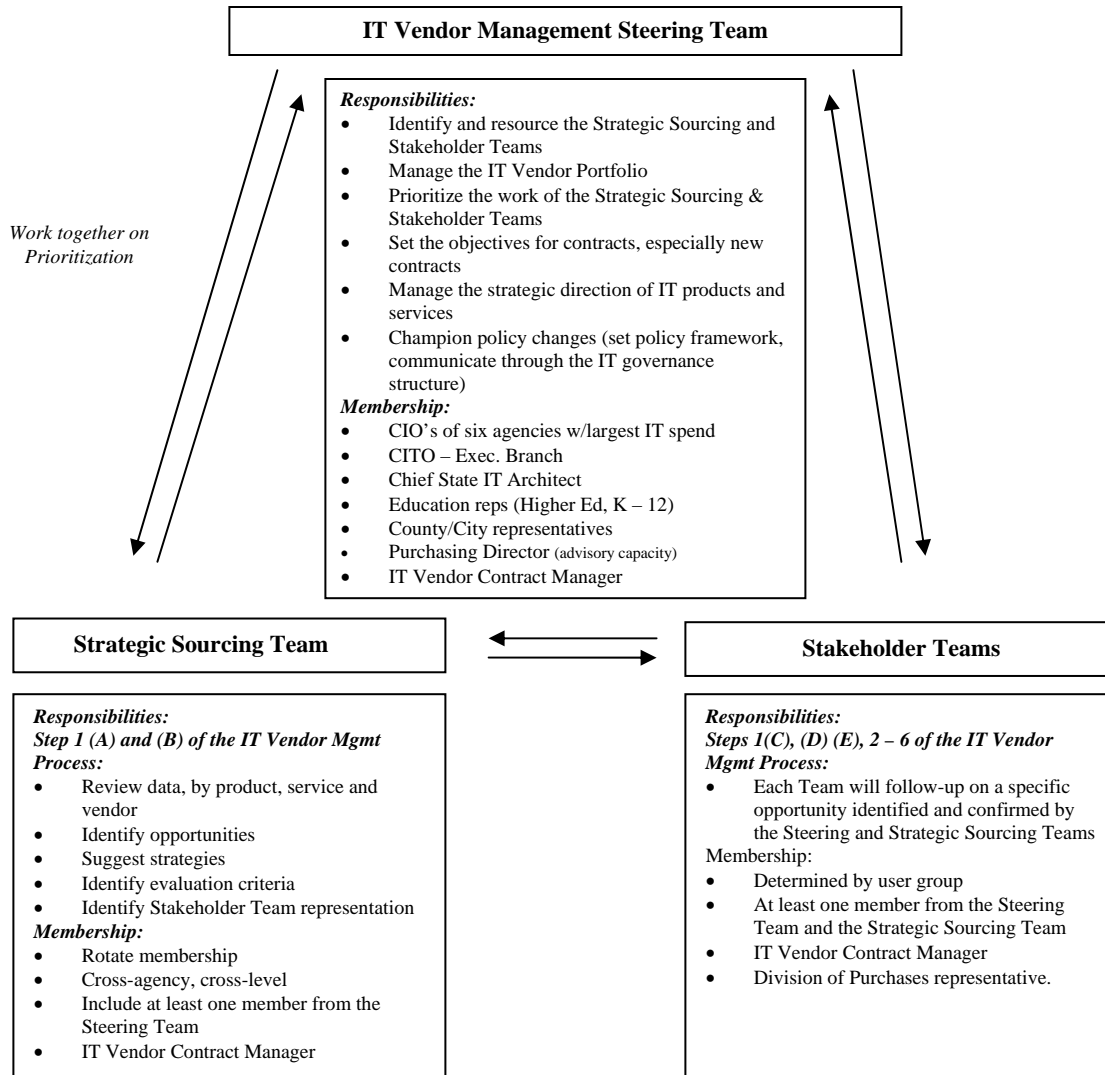 IT Vendor Management Steering Team
Responsibilities:
• Identify and resource the Strategic Sourcing and
Stakeholder Teams
• Manage the IT Vendor Portfolio
• Prioritize the work of the Strategic Sourcing &
Stakeholder Teams
• Set the objectives for contracts, especially new
contracts
• Manage the strategic direction of IT products and
services
• Champion policy changes (set policy framework,
communicate through the IT governance
structure)
Membership:
• CIO’s of six agencies w/largest IT spend
• CITO – Exec. Branch
• Chief State IT Architect
• Education reps (Higher Ed, K – 12)
• County/City representatives
• Purchasing Director (advisory capacity)
• IT Vendor Contract Manager
Work together on
Prioritization
Strategic Sourcing Team
Responsibilities:
Step 1 (A) and (B) of the IT Vendor Mgmt
Process:
• Review data, by product, service and
vendor
• Identify opportunities
• Suggest strategies
• Identify evaluation criteria
• Identify Stakeholder Team representation
Membership:
• Rotate membership
• Cross-agency, cross-level
• Include at least one member from the
Steering Team
• IT Vendor Contract Manager
Stakeholder Teams
Responsibilities:
Steps 1(C), (D) (E), 2 – 6 of the IT Vendor
Mgmt Process:
• Each Team will follow-up on a specific
opportunity identified and confirmed by
the Steering and Strategic Sourcing Teams
Membership:
• Determined by user group
• At least one member from the Steering
Team and the Strategic Sourcing Team
• IT Vendor Contract Manager
• Division of Purchases representative.